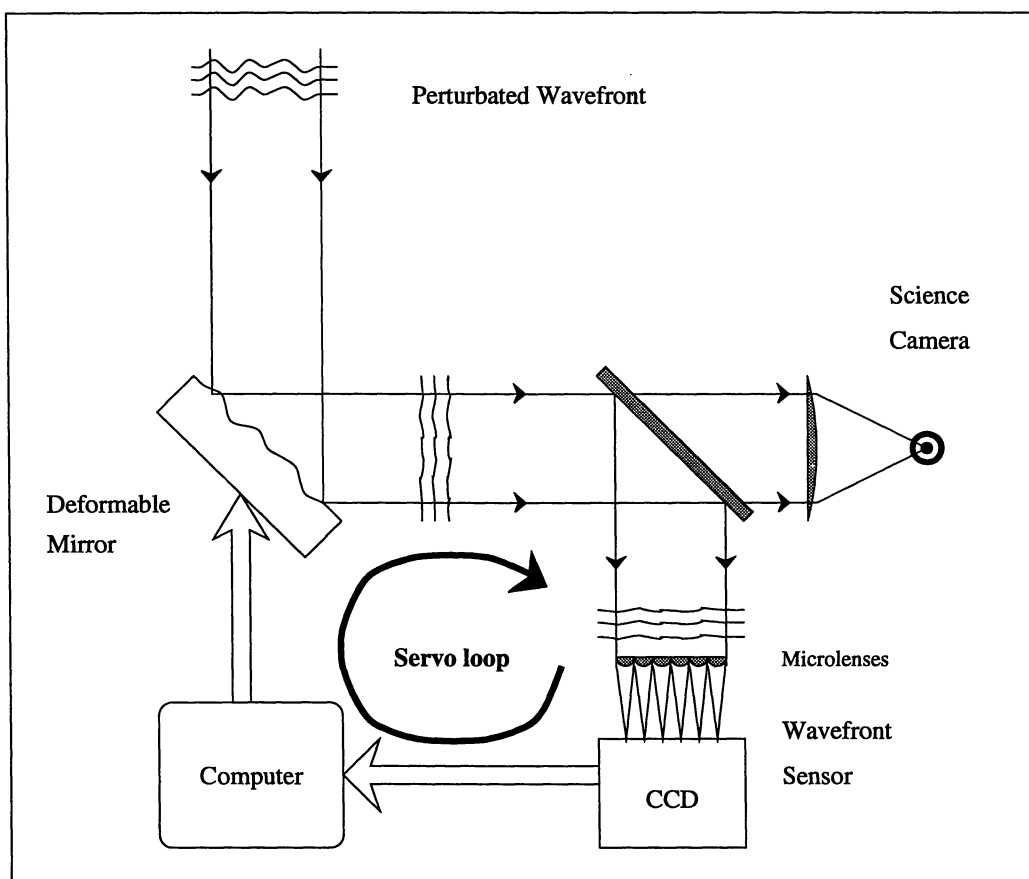 Perturbated Wavefront
Science
Camera
Deformable
Mirror
Servo loop
Microlenses
Wavefront
Sensor
Computer
CCD